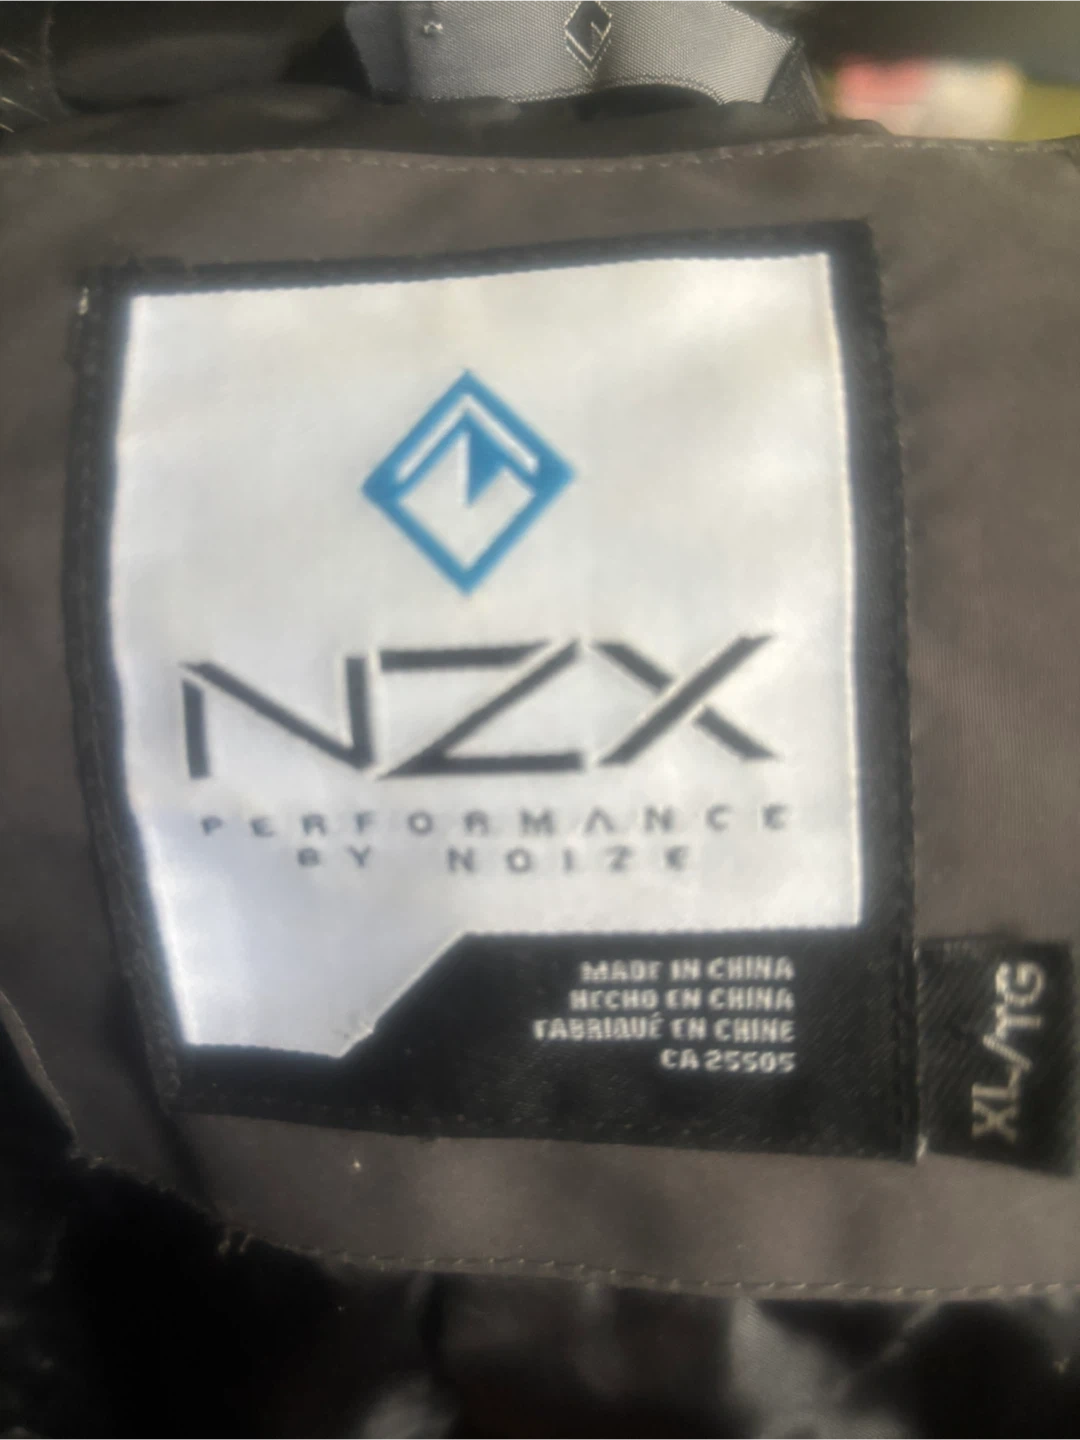 NZX
PERFORMANCE
BY NOIZE
MADE IN CHINA
HECHO EN CHINA
FABRIQUÉ EN CHINE
CA 25505
XL/TG